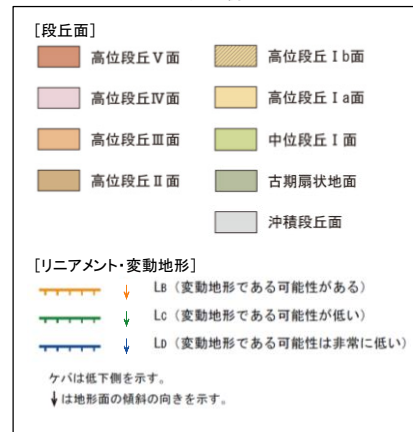 [段丘面]
高位段丘Ⅴ面
高位段丘Ⅰb面
高位段丘Ⅳ面
高位段丘Ⅰa面
高位段丘Ⅲ面
中位段丘Ⅰ面
高位段丘Ⅱ面
古期扇状地面
沖積段丘面
[リニアメント・変動地形]
LB（変動地形である可能性がある）
LC（変動地形である可能性が低い）
LD（変動地形である可能性は非常に低い）
ケバは低下側を示す。
↓は地形面の傾斜の向きを示す。